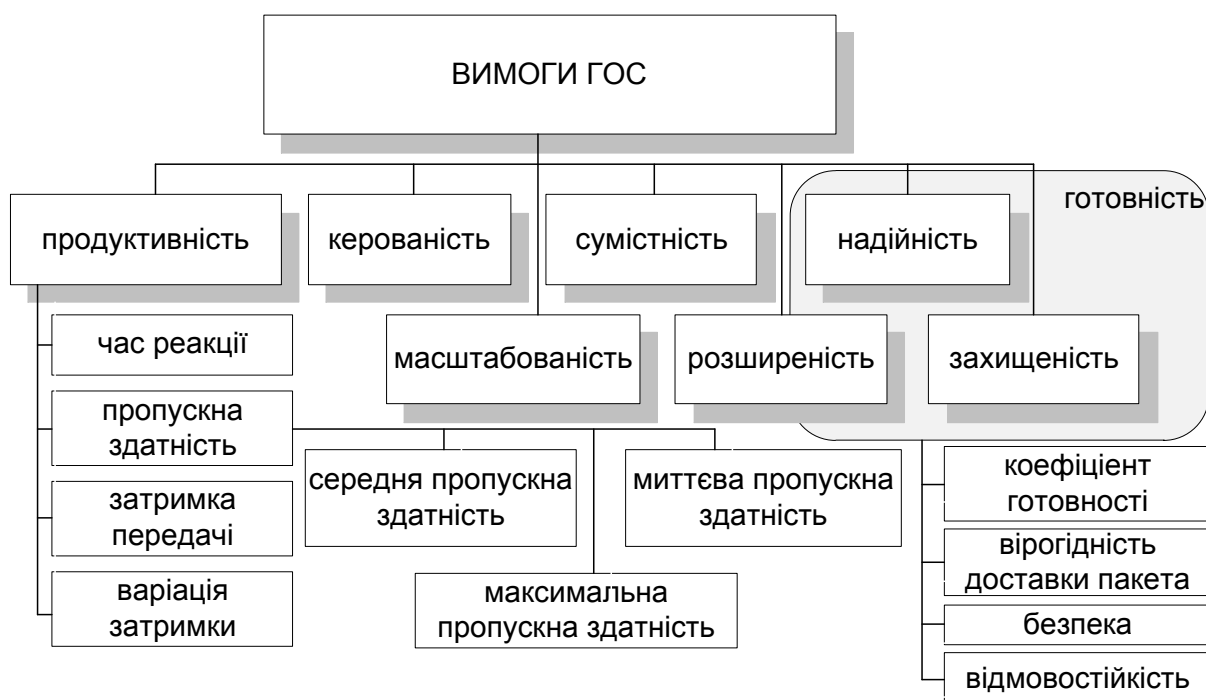 ВИМОГИ ГОС
готовність
продуктивність
керованість
сумістність
надійність
час реакції
масштабованість
розширеність
захищеність
пропускна
здатність
середня пропускна
здатність
миттєва пропускна
здатність
коефіцієнт
готовності
затримка
передачі
вірогідність
доставки пакета
варіація
затримки
максимальна
пропускна здатність
безпека
відмовостійкість